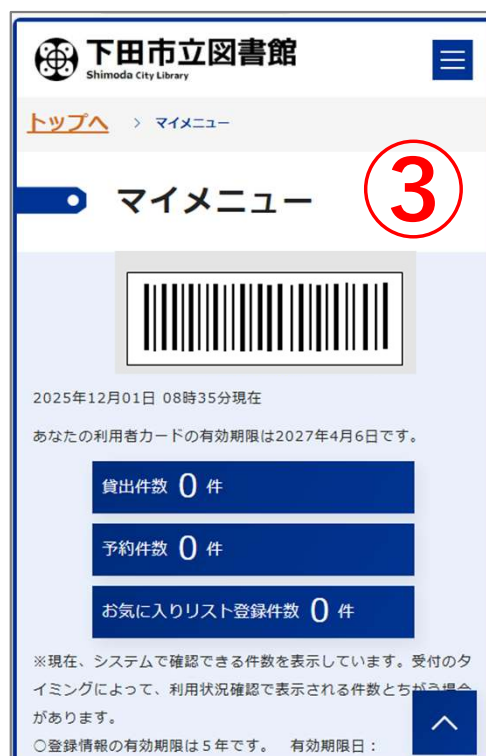 下田市立図書館
Shimoda City Library
トップへ > マイメニュー
マイメニュー
③
2025年12月01日 08時35分現在
あなたの利用者カードの有効期限は2027年4月6日です。
貸出件数 0 件
予約件数 0 件
お気に入りリスト登録件数 0 件
※現在、システムで確認できる件数を表示しています。受付のタ
イミングによって、利用状況確認で表示される件数とちがう場合
があります。
○登録情報の有効期限は５年です。　有効期限日：